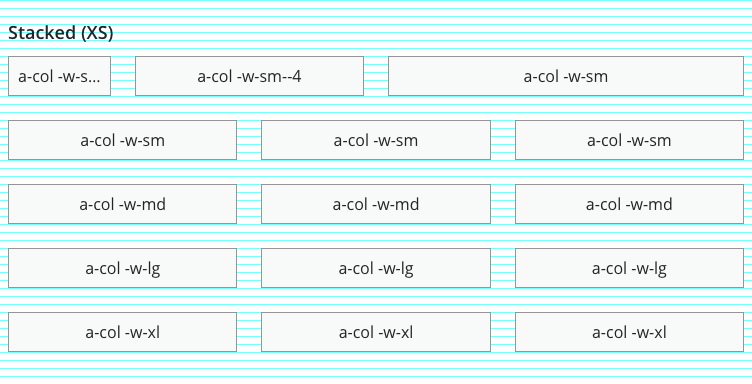 Stacked (XS)
a-col -w-s... a-col -w-sm--4 a-col -w-sm
a-col -w-sm a-col -w-sm a-col -w-sm
a-col -w-md a-col -w-md a-col -w-md
a-col -w-lg a-col -w-lg a-col -w-lg
a-col -w-xl a-col -w-xl a-col -w-xl